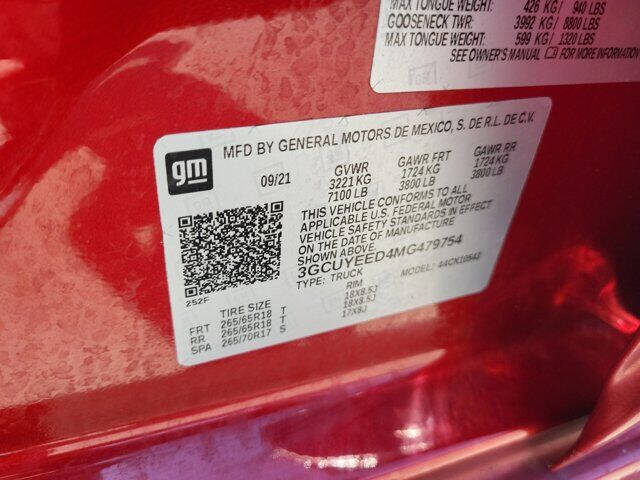 MAX TONGUE WEIGHT: 426 KG / 940 LBS
GOOSENECK TWR: 3992 KG / 8800 LBS
MAX TONGUE WEIGHT: 599 KG / 1320 LBS
SEE OWNER'S MANUAL FOR MORE INFORMATION
gm
MFD BY GENERAL MOTORS DE MEXICO, S. DE R.L. DE C.V.
09/21 GVWR GAWR FRT GAWR RR
3221 KG 1724 KG 1724 KG
7100 LB 3800 LB 3800 LB
THIS VEHICLE CONFORMS TO ALL
APPLICABLE U.S. FEDERAL MOTOR
VEHICLE SAFETY STANDARDS IN EFFECT
ON THE DATE OF MANUFACTURE
SHOWN ABOVE.
3GCUYEED4MG479754
TYPE: TRUCK MODEL: 44CK10543
252F
TIRE SIZE RIM
FRT 265/65R18 T 18X8.5J
RR 265/65R18 T 18X8.5J
SPA 265/70R17 S 17X8J